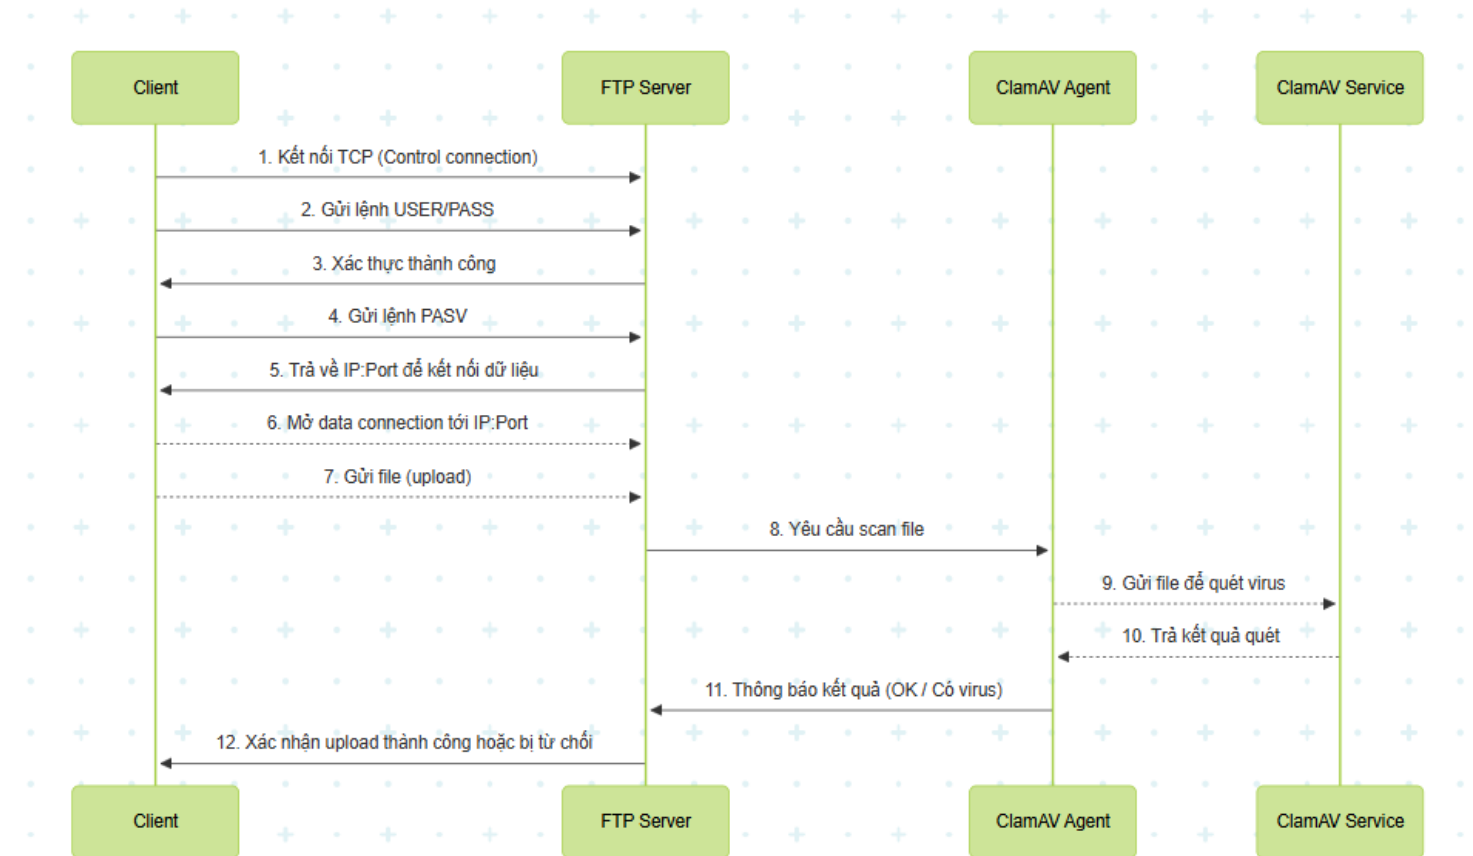 Client
FTP Server
ClamAV Agent
ClamAV Service
1. Kết nối TCP (Control connection)
2. Gửi lệnh USER/PASS
3. Xác thực thành công
4. Gửi lệnh PASV
5. Trả về IP:Port để kết nối dữ liệu
6. Mở data connection tới IP:Port
7. Gửi file (upload)
8. Yêu cầu scan file
9. Gửi file để quét virus
10. Trả kết quả quét
11. Thông báo kết quả (OK / Có virus)
12. Xác nhận upload thành công hoặc bị từ chối
Client
FTP Server
ClamAV Agent
ClamAV Service